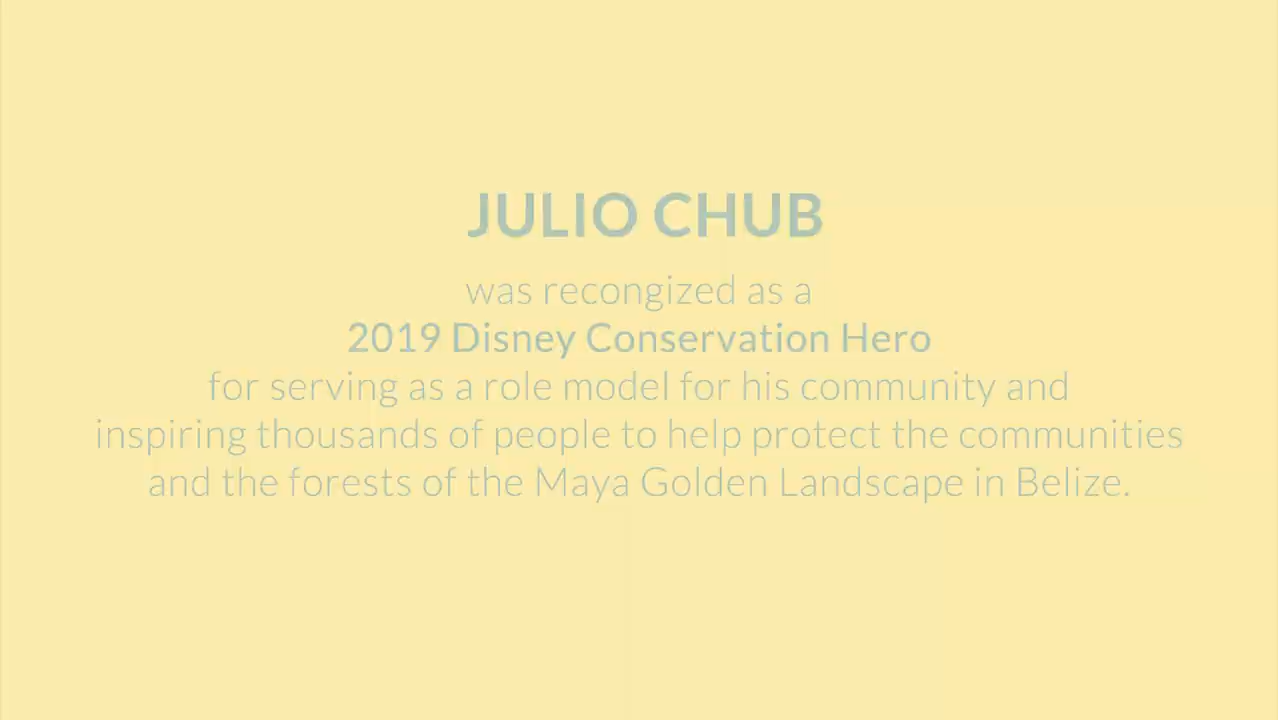 JULIO CHUB
was recongized as a
2019 Disney Conservation Hero
for serving as a role model for his community and
inspiring thousands of people to help protect the communities
and the forests of the Maya Golden Landscape in Belize.